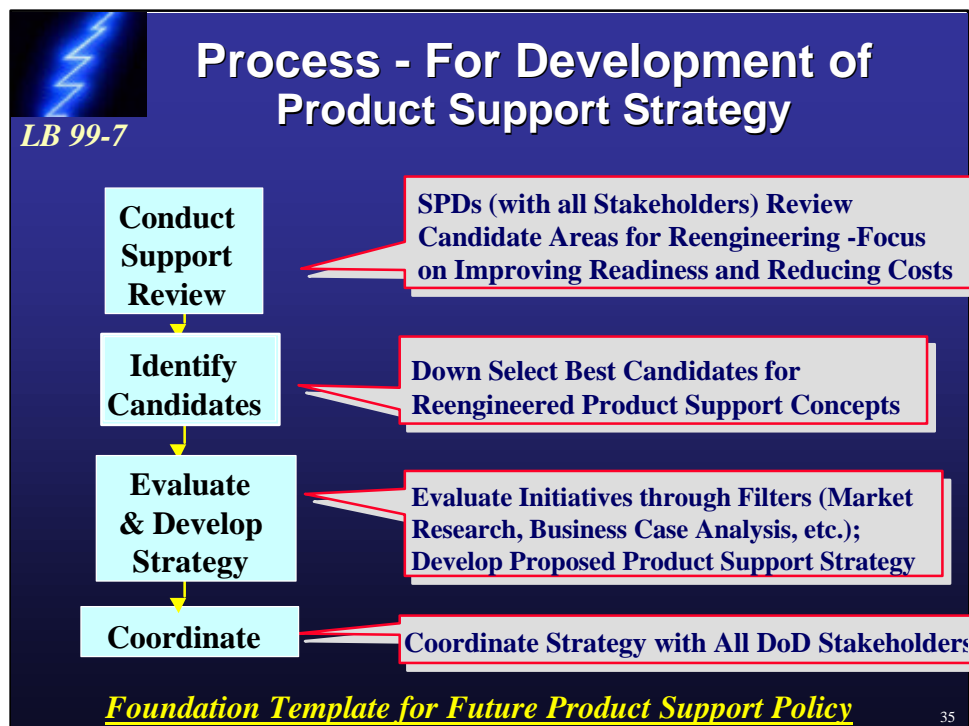 Process - For Development of
Product Support Strategy
LB 99-7
Conduct
Support
Review
SPDs (with all Stakeholders) Review
Candidate Areas for Reengineering -Focus
on Improving Readiness and Reducing Costs
Identify
Candidates
Down Select Best Candidates for
Reengineered Product Support Concepts
Evaluate
& Develop
Strategy
Evaluate Initiatives through Filters (Market
Research, Business Case Analysis, etc.);
Develop Proposed Product Support Strategy
Coordinate
Coordinate Strategy with All DoD Stakeholders
Foundation Template for Future Product Support Policy
35